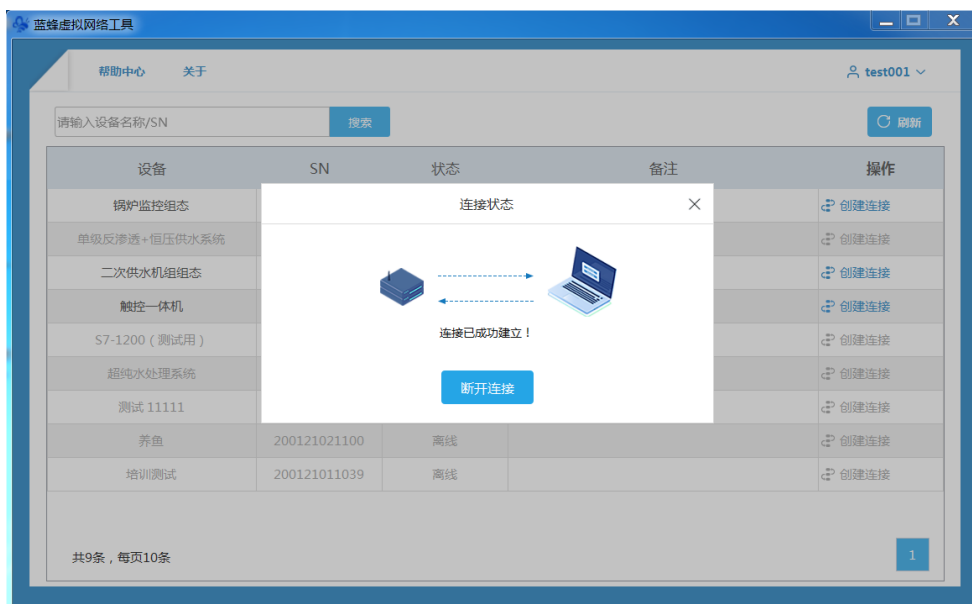 蓝蜂虚拟网络工具
帮助中心 关于 test001
请输入设备名称/SN 搜索 刷新
设备 SN 状态 备注 操作
连接状态
锅炉监控组态 创建连接
单级反渗透+恒压供水系统 创建连接
二次供水机组组态 创建连接
触控一体机 创建连接
连接已成功建立！
S7-1200（测试用） 创建连接
超纯水处理系统 创建连接
断开连接
测试 11111 创建连接
养鱼 200121021100 离线 创建连接
培训测试 200121011039 离线 创建连接
共9条，每页10条 1